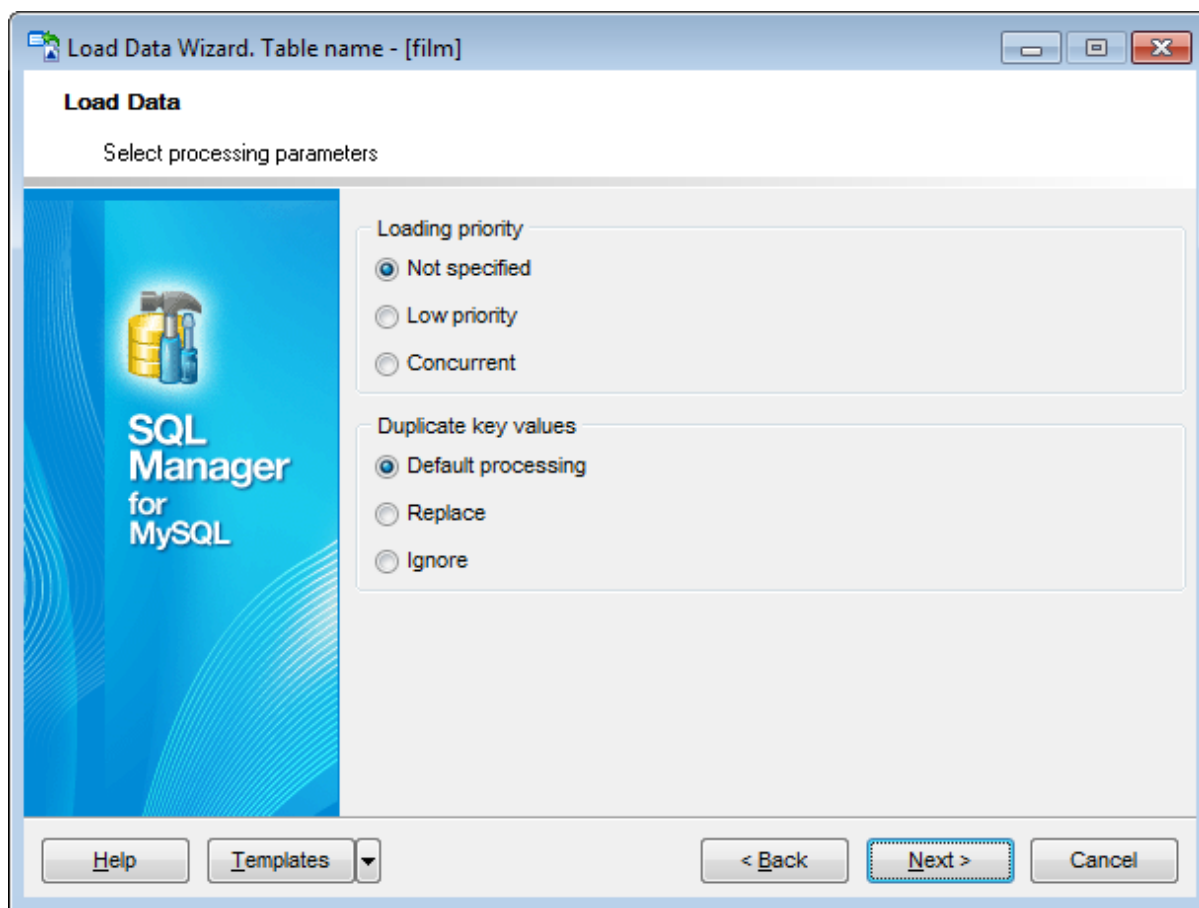 Load Data Wizard. Table name - [film]
Load Data
Select processing parameters
SQL
Manager
for
MySQL
Loading priority
Not specified
Low priority
Concurrent
Duplicate key values
Default processing
Replace
Ignore
Help
Templates
< Back
Next >
Cancel